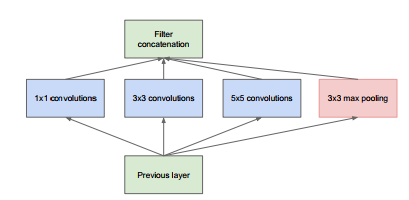 Filter
concatenation
1x1 convolutions
3x3 convolutions
5x5 convolutions
3x3 max pooling
Previous layer